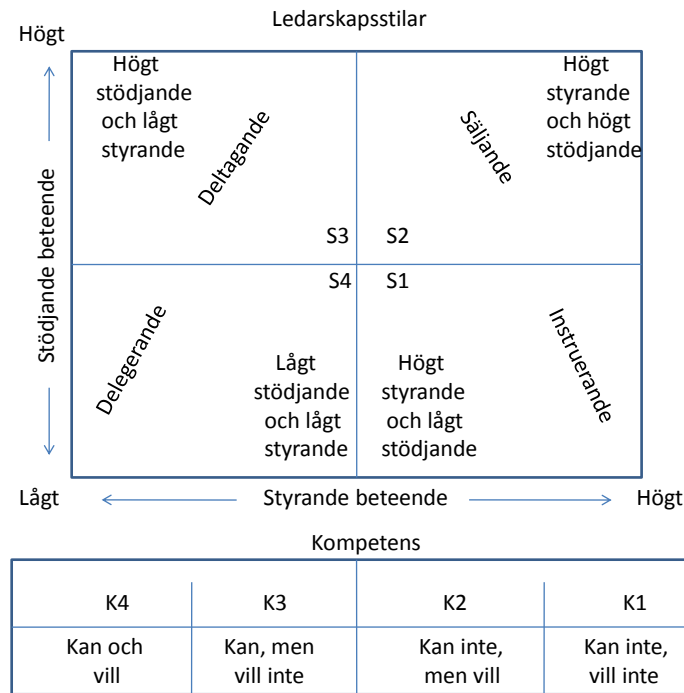 Ledarskapsstilar
Högt
Högt
stödjande
och lågt
styrande
Deltagande
Säljande
Högt
styrande
och högt
stödjande
S3
S2
Stödjande beteende
S4
S1
Delegerande
Lågt
stödjande
och lågt
styrande
Högt
styrande
och lågt
stödjande
Instruerande
Lågt
Styrande beteende
Högt
Kompetens
K4
K3
K2
K1
Kan och
vill
Kan, men
vill inte
Kan inte,
men vill
Kan inte,
vill inte